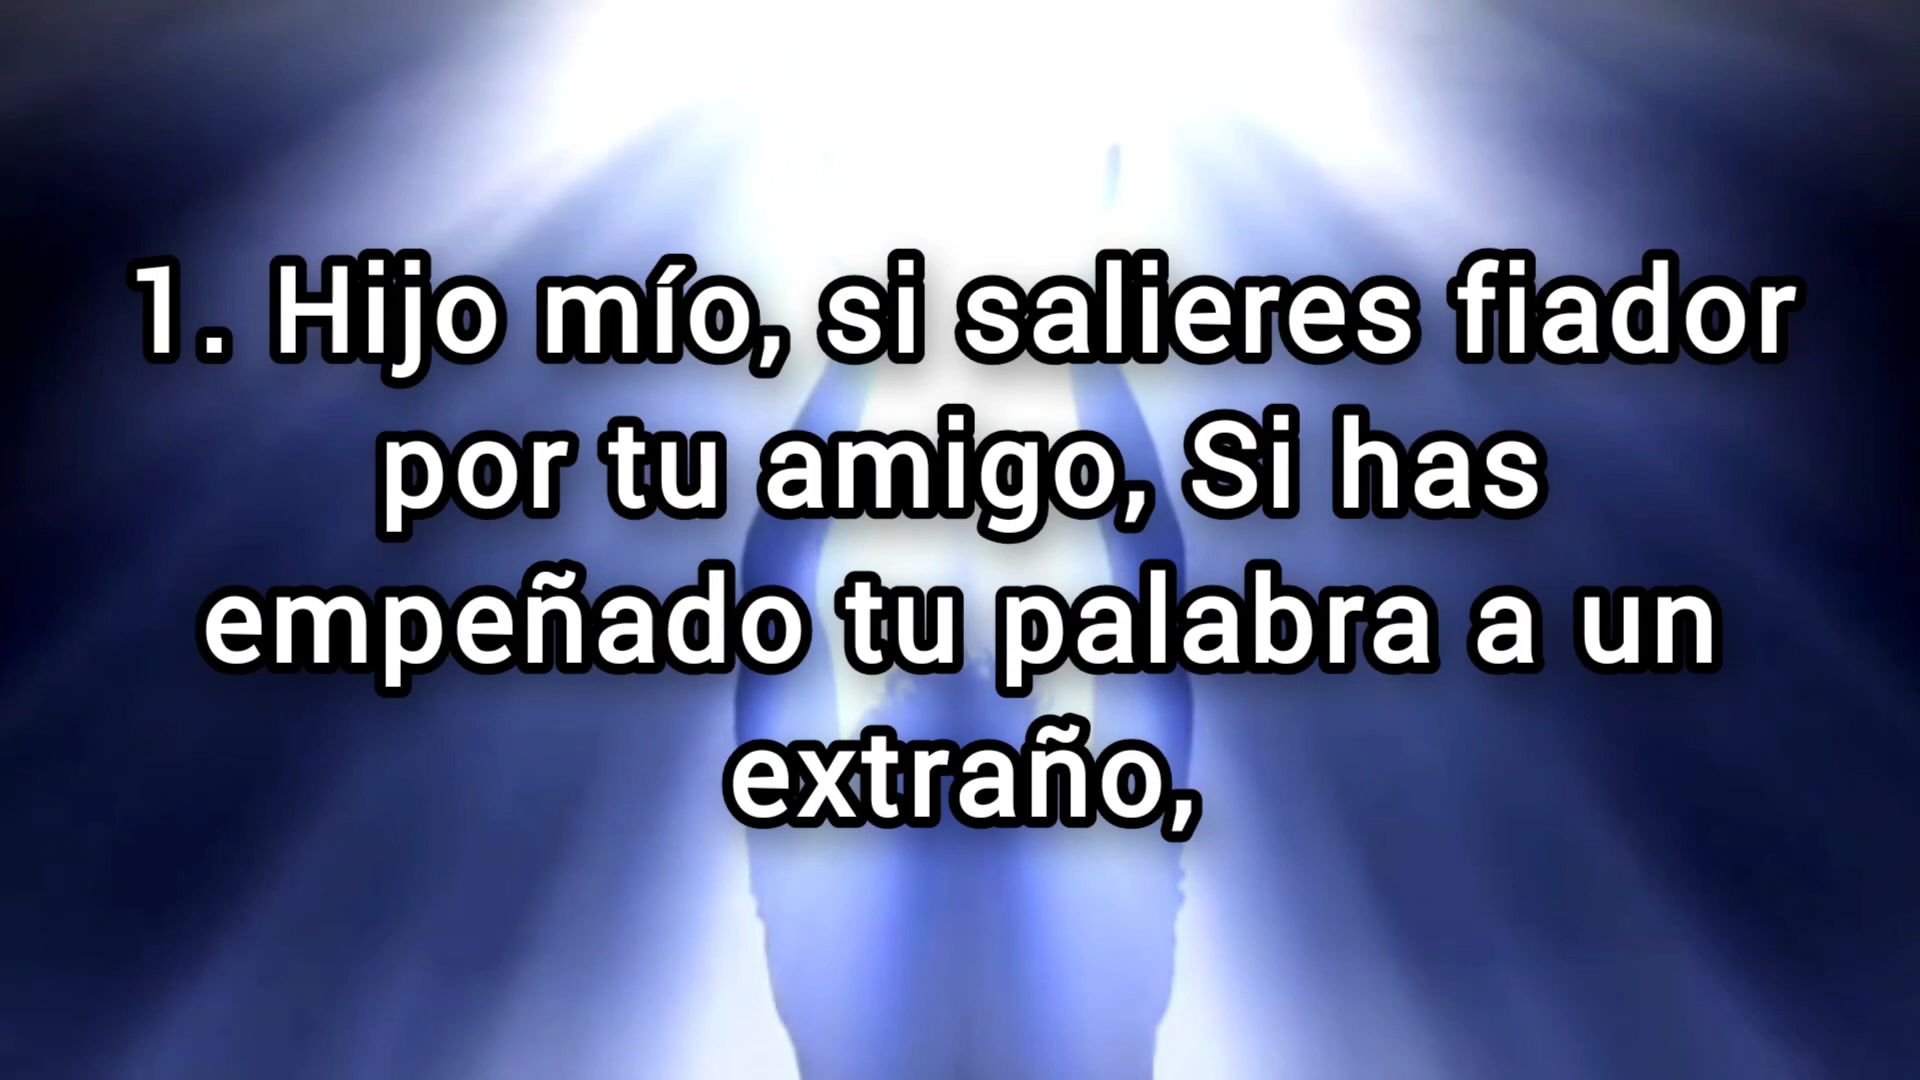 1. Hijo mío, si salieres fiador
por tu amigo, Si has
empeñado tu palabra a un
extraño,